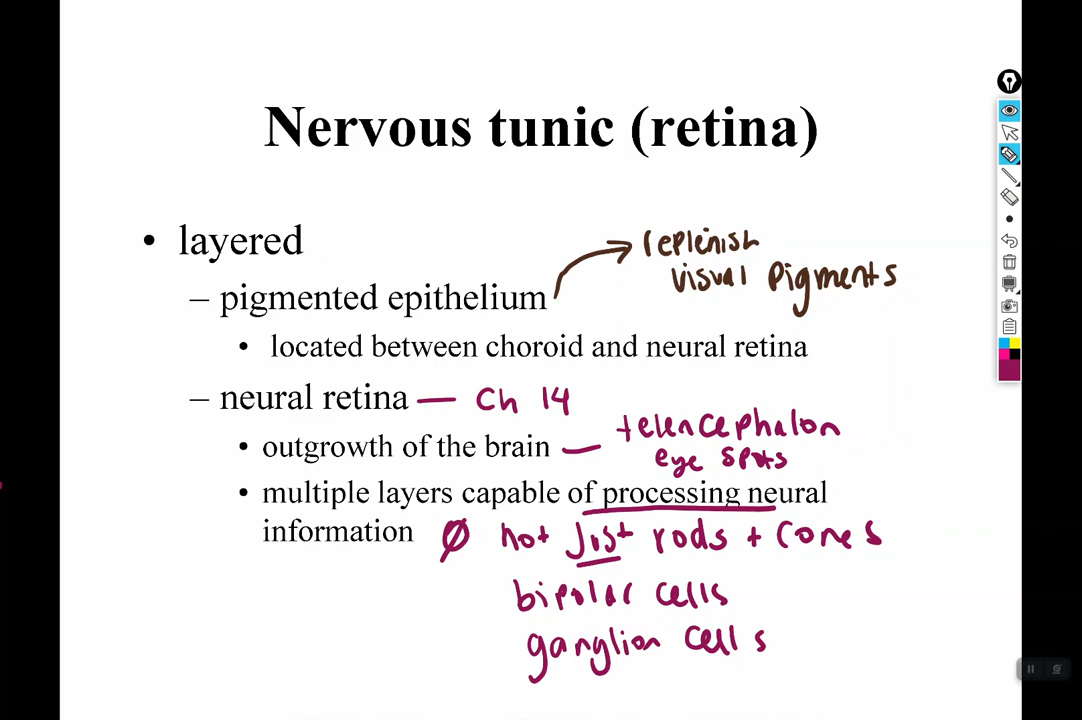 Nervous tunic (retina)
• layered
replenish
visual pigments
– pigmented epithelium
• located between choroid and neural retina
– neural retina — Ch 14
• outgrowth of the brain — telencephalon
eye spots
• multiple layers capable of processing neural
information Ø not just rods + cones
bipolar cells
ganglion cells